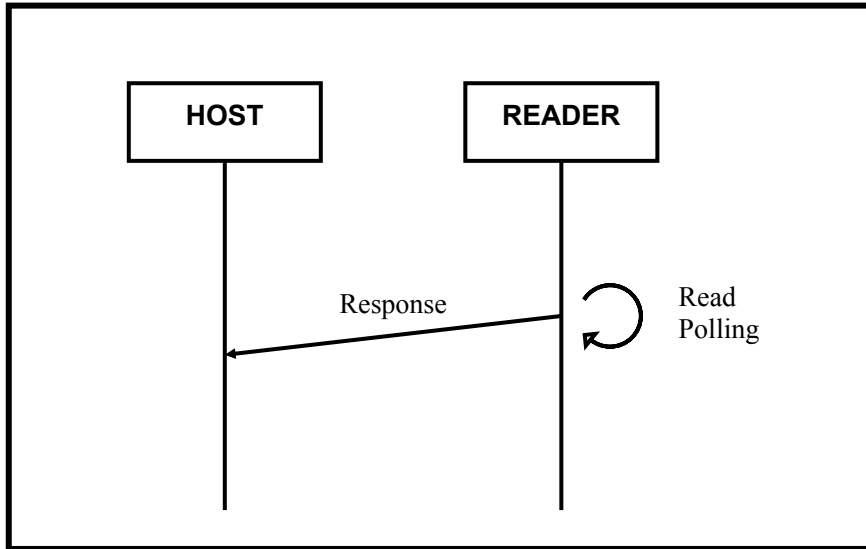 HOST
READER
Response
Read
Polling